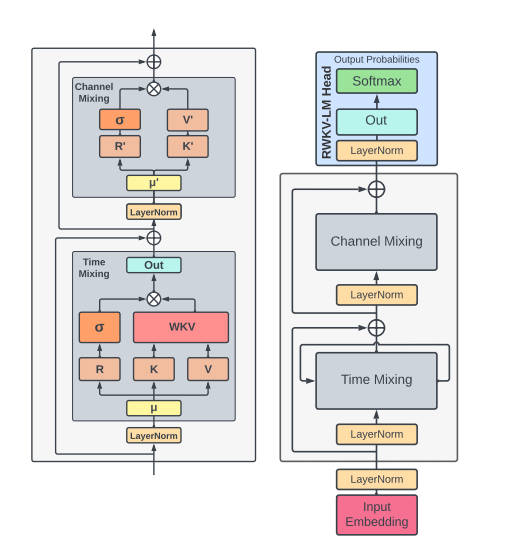 Channel
Mixing
σ
V'
R'
K'
μ'
LayerNorm
Time
Mixing
Out
σ
WKV
R
K
V
μ
LayerNorm
RWKV-LM Head
Output Probabilities
Softmax
Out
LayerNorm
Channel Mixing
LayerNorm
Time Mixing
LayerNorm
LayerNorm
Input
Embedding